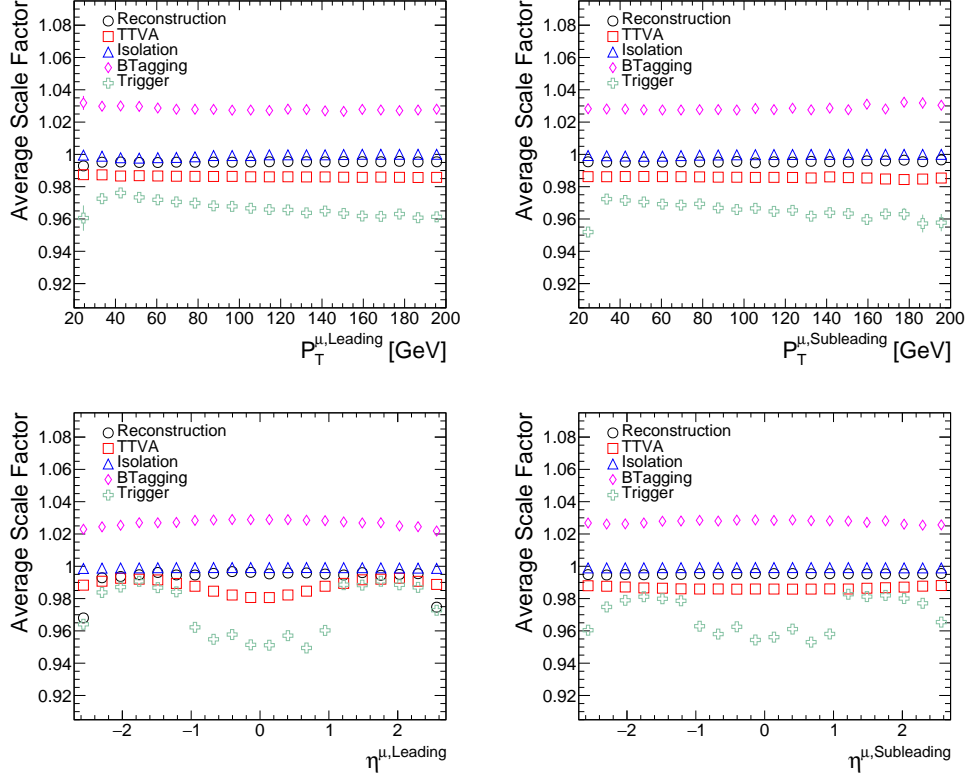 Average Scale Factor
1.08
1.06
1.04
1.02
1
0.98
0.96
0.94
0.92
Reconstruction
TTVA
Isolation
BTagging
Trigger
20 40 60 80 100 120 140 160 180 200
P_T^{μ,Leading} [GeV]
Average Scale Factor
1.08
1.06
1.04
1.02
1
0.98
0.96
0.94
0.92
Reconstruction
TTVA
Isolation
BTagging
Trigger
20 40 60 80 100 120 140 160 180 200
P_T^{μ,Subleading} [GeV]
Average Scale Factor
1.08
1.06
1.04
1.02
1
0.98
0.96
0.94
0.92
Reconstruction
TTVA
Isolation
BTagging
Trigger
−2 −1 0 1 2
η^{μ,Leading}
Average Scale Factor
1.08
1.06
1.04
1.02
1
0.98
0.96
0.94
0.92
Reconstruction
TTVA
Isolation
BTagging
Trigger
−2 −1 0 1 2
η^{μ,Subleading}